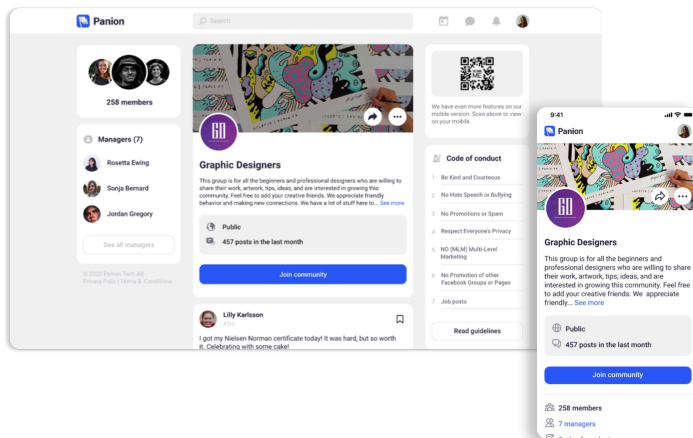 Panion
Search
258 members
Managers (7)
Rosetta Ewing
Sonja Bernard
Jordan Gregory
See all managers
© 2020 Panion Tech AB
Privacy Policy | Terms & Conditions
GD
Graphic Designers
This group is for all the beginners and professional designers who are willing to
share their work, artwork, tips, ideas, and are interested in growing this
community. Feel free to add your creative friends. We appreciate friendly
behavior and making new connections. We have a lot of stuff here to... See more
Public
457 posts in the last month
Join community
Lilly Karlsson
I got my Nielsen Norman certificate today! It was hard, but so worth
it. Celebrating with some cake!
We have even more features on our
mobile version. Scan above to view
on your mobile.
Code of conduct
1 Be Kind and Courteous
2 No Hate Speech or Bullying
3 No Promotions or Spam
4 Respect Everyone's Privacy
5 NO (MLM) Multi-Level
Marketing
6 No Promotion of other
Facebook Groups or Pages
7 Job posts
Read guidelines
9:41
Panion
GD
Graphic Designers
This group is for all the beginners and
professional designers who are willing to share
their work, artwork, tips, ideas, and are
interested in growing this community. Feel free
to add your creative friends. We appreciate
friendly... See more
Public
457 posts in the last month
Join community
258 members
7 managers